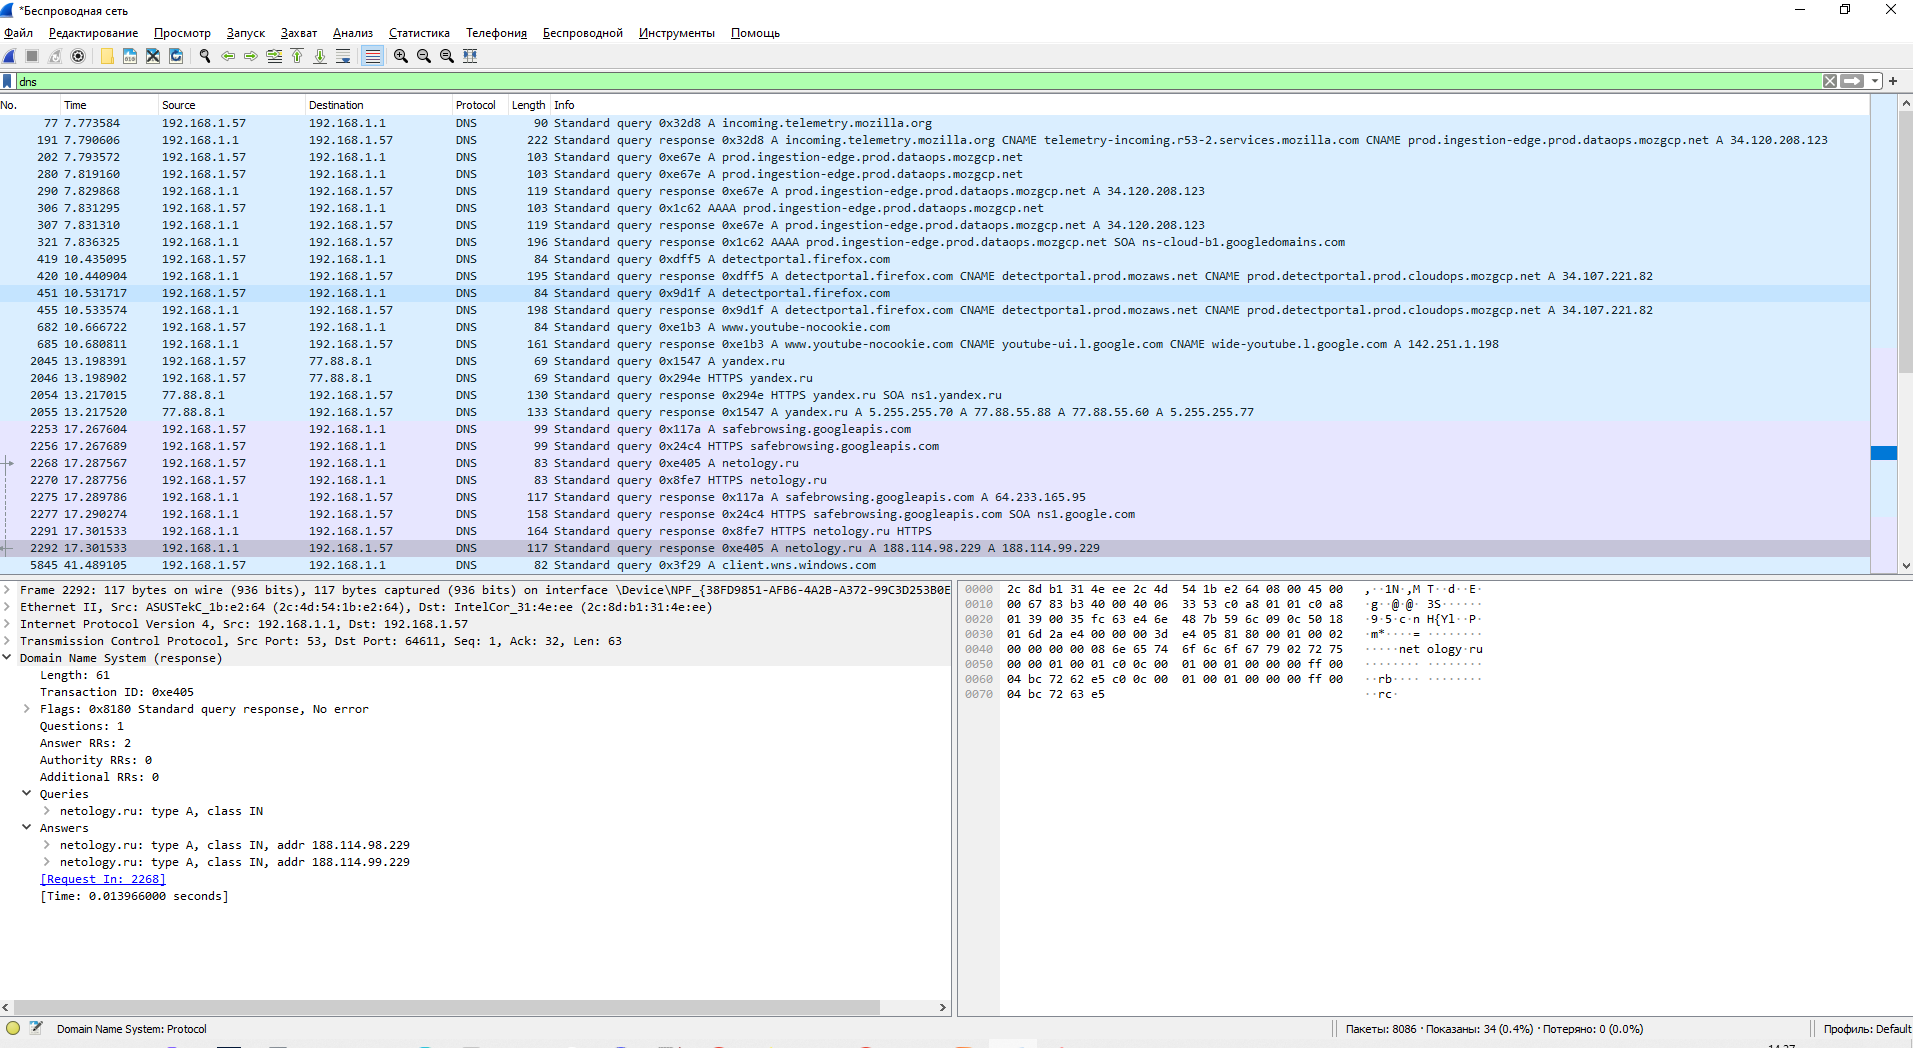 *Беспроводная сеть
Файл Редактирование Просмотр Запуск Захват Анализ Статистика Телефония Беспроводной Инструменты Помощь
dns
No. Time Source Destination Protocol Length Info
77 7.773584 192.168.1.57 192.168.1.1 DNS 90 Standard query 0x32d8 A incoming.telemetry.mozilla.org
191 7.790606 192.168.1.1 192.168.1.57 DNS 222 Standard query response 0x32d8 A incoming.telemetry.mozilla.org CNAME telemetry-incoming.r53-2.services.mozilla.com CNAME prod.ingestion-edge.prod.dataops.mozgcp.net A 34.120.208.123
202 7.793572 192.168.1.57 192.168.1.1 DNS 103 Standard query 0xe67e A prod.ingestion-edge.prod.dataops.mozgcp.net
280 7.819160 192.168.1.57 192.168.1.1 DNS 103 Standard query 0xe67e A prod.ingestion-edge.prod.dataops.mozgcp.net
290 7.829868 192.168.1.1 192.168.1.57 DNS 119 Standard query response 0xe67e A prod.ingestion-edge.prod.dataops.mozgcp.net A 34.120.208.123
306 7.831295 192.168.1.57 192.168.1.1 DNS 103 Standard query 0x1c62 AAAA prod.ingestion-edge.prod.dataops.mozgcp.net
307 7.831310 192.168.1.1 192.168.1.57 DNS 119 Standard query response 0xe67e A prod.ingestion-edge.prod.dataops.mozgcp.net A 34.120.208.123
321 7.836325 192.168.1.1 192.168.1.57 DNS 196 Standard query response 0x1c62 AAAA prod.ingestion-edge.prod.dataops.mozgcp.net SOA ns-cloud-b1.googledomains.com
419 10.435095 192.168.1.57 192.168.1.1 DNS 84 Standard query 0xdff5 A detectportal.firefox.com
420 10.440904 192.168.1.1 192.168.1.57 DNS 195 Standard query response 0xdff5 A detectportal.firefox.com CNAME detectportal.prod.mozaws.net CNAME prod.detectportal.prod.cloudops.mozgcp.net A 34.107.221.82
451 10.531717 192.168.1.57 192.168.1.1 DNS 84 Standard query 0x9d1f A detectportal.firefox.com
455 10.533574 192.168.1.1 192.168.1.57 DNS 198 Standard query response 0x9d1f A detectportal.firefox.com CNAME detectportal.prod.mozaws.net CNAME prod.detectportal.prod.cloudops.mozgcp.net A 34.107.221.82
682 10.666722 192.168.1.57 192.168.1.1 DNS 84 Standard query 0xe1b3 A www.youtube-nocookie.com
685 10.680811 192.168.1.1 192.168.1.57 DNS 161 Standard query response 0xe1b3 A www.youtube-nocookie.com CNAME youtube-ui.l.google.com CNAME wide-youtube.l.google.com A 142.251.1.198
2045 13.198391 192.168.1.57 77.88.8.1 DNS 69 Standard query 0x1547 A yandex.ru
2046 13.198902 192.168.1.57 77.88.8.1 DNS 69 Standard query 0x294e HTTPS yandex.ru
2054 13.217015 77.88.8.1 192.168.1.57 DNS 130 Standard query response 0x294e HTTPS yandex.ru SOA ns1.yandex.ru
2055 13.217520 77.88.8.1 192.168.1.57 DNS 133 Standard query response 0x1547 A yandex.ru A 5.255.255.70 A 77.88.55.88 A 77.88.55.60 A 5.255.255.77
2253 17.267604 192.168.1.57 192.168.1.1 DNS 99 Standard query 0x117a A safebrowsing.googleapis.com
2256 17.267689 192.168.1.57 192.168.1.1 DNS 99 Standard query 0x24c4 HTTPS safebrowsing.googleapis.com
2268 17.287567 192.168.1.57 192.168.1.1 DNS 83 Standard query 0xe405 A netology.ru
2270 17.287756 192.168.1.57 192.168.1.1 DNS 83 Standard query 0x8fe7 HTTPS netology.ru
2275 17.289786 192.168.1.1 192.168.1.57 DNS 117 Standard query response 0x117a A safebrowsing.googleapis.com A 64.233.165.95
2277 17.290274 192.168.1.1 192.168.1.57 DNS 158 Standard query response 0x24c4 HTTPS safebrowsing.googleapis.com SOA ns1.google.com
2291 17.301533 192.168.1.1 192.168.1.57 DNS 164 Standard query response 0x8fe7 HTTPS netology.ru HTTPS
2292 17.301533 192.168.1.1 192.168.1.57 DNS 117 Standard query response 0xe405 A netology.ru A 188.114.98.229 A 188.114.99.229
5845 41.489105 192.168.1.57 192.168.1.1 DNS 82 Standard query 0x3f29 A client.wns.windows.com
Frame 2292: 117 bytes on wire (936 bits), 117 bytes captured (936 bits) on interface \Device\NPF_{38FD9851-AFB6-4A2B-A372-99C3D253B0E
Ethernet II, Src: ASUSTekC_1b:e2:64 (2c:4d:54:1b:e2:64), Dst: IntelCor_31:4e:ee (2c:8d:b1:31:4e:ee)
Internet Protocol Version 4, Src: 192.168.1.1, Dst: 192.168.1.57
Transmission Control Protocol, Src Port: 53, Dst Port: 64611, Seq: 1, Ack: 32, Len: 63
Domain Name System (response)
Length: 61
Transaction ID: 0xe405
Flags: 0x8180 Standard query response, No error
Questions: 1
Answer RRs: 2
Authority RRs: 0
Additional RRs: 0
Queries
netology.ru: type A, class IN
Answers
netology.ru: type A, class IN, addr 188.114.98.229
netology.ru: type A, class IN, addr 188.114.99.229
[Request In: 2268]
[Time: 0.013966000 seconds]
0000 2c 8d b1 31 4e ee 2c 4d 54 1b e2 64 08 00 45 00 ,··1N·,M T··d··E·
0010 00 67 83 b3 40 00 40 06 33 53 c0 a8 01 01 c0 a8 ·g··@·@· 3S······
0020 01 39 00 35 fc 63 e4 6e 48 7b 59 6c 09 0c 50 18 ·9·5·c·n H{Yl··P·
0030 01 6d 2a e4 00 00 00 3d e4 05 81 80 00 01 00 02 ·m*····= ········
0040 00 00 00 00 08 6e 65 74 6f 6c 6f 67 79 02 72 75 ·····net ology·ru
0050 00 00 01 00 01 c0 0c 00 01 00 01 00 00 00 ff 00 ········ ········
0060 04 bc 72 62 e5 c0 0c 00 01 00 01 00 00 00 ff 00 ··rb···· ········
0070 04 bc 72 63 e5 ··rc·
Domain Name System: Protocol
Пакеты: 8086 · Показаны: 34 (0.4%) · Потеряно: 0 (0.0%)
Профиль: Default